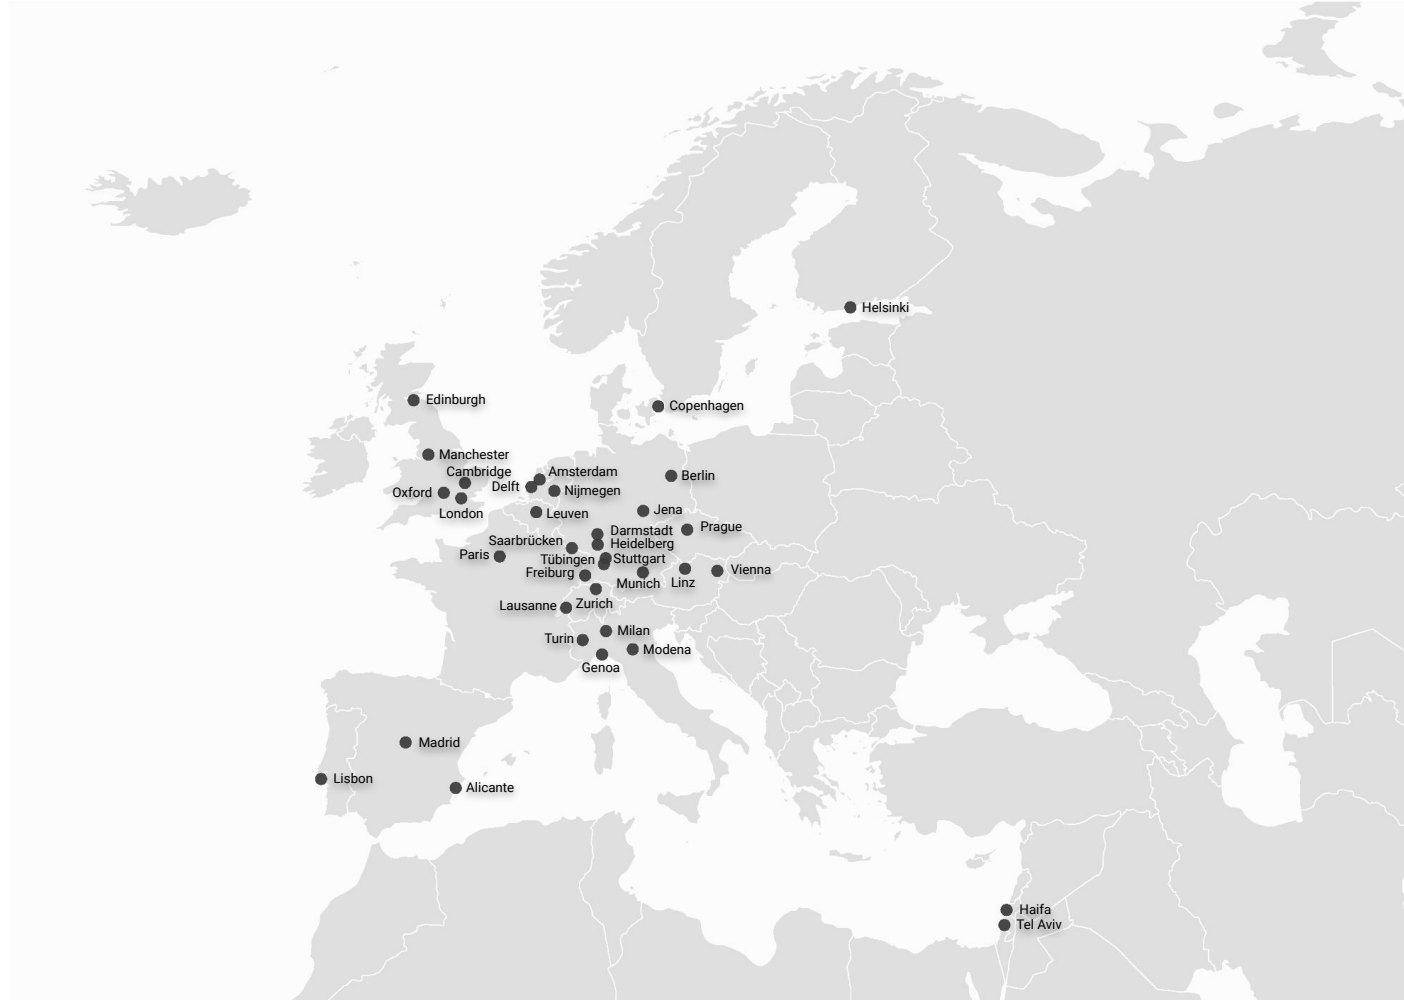 Helsinki
Edinburgh
Copenhagen
Manchester
Cambridge
Amsterdam
Berlin
Delft
Oxford
Nijmegen
London
Leuven
Jena
Prague
Darmstadt
Saarbrücken
Heidelberg
Paris
Tübingen
Stuttgart
Freiburg
Vienna
Munich
Linz
Lausanne
Zurich
Milan
Turin
Modena
Genoa
Madrid
Lisbon
Alicante
Haifa
Tel Aviv